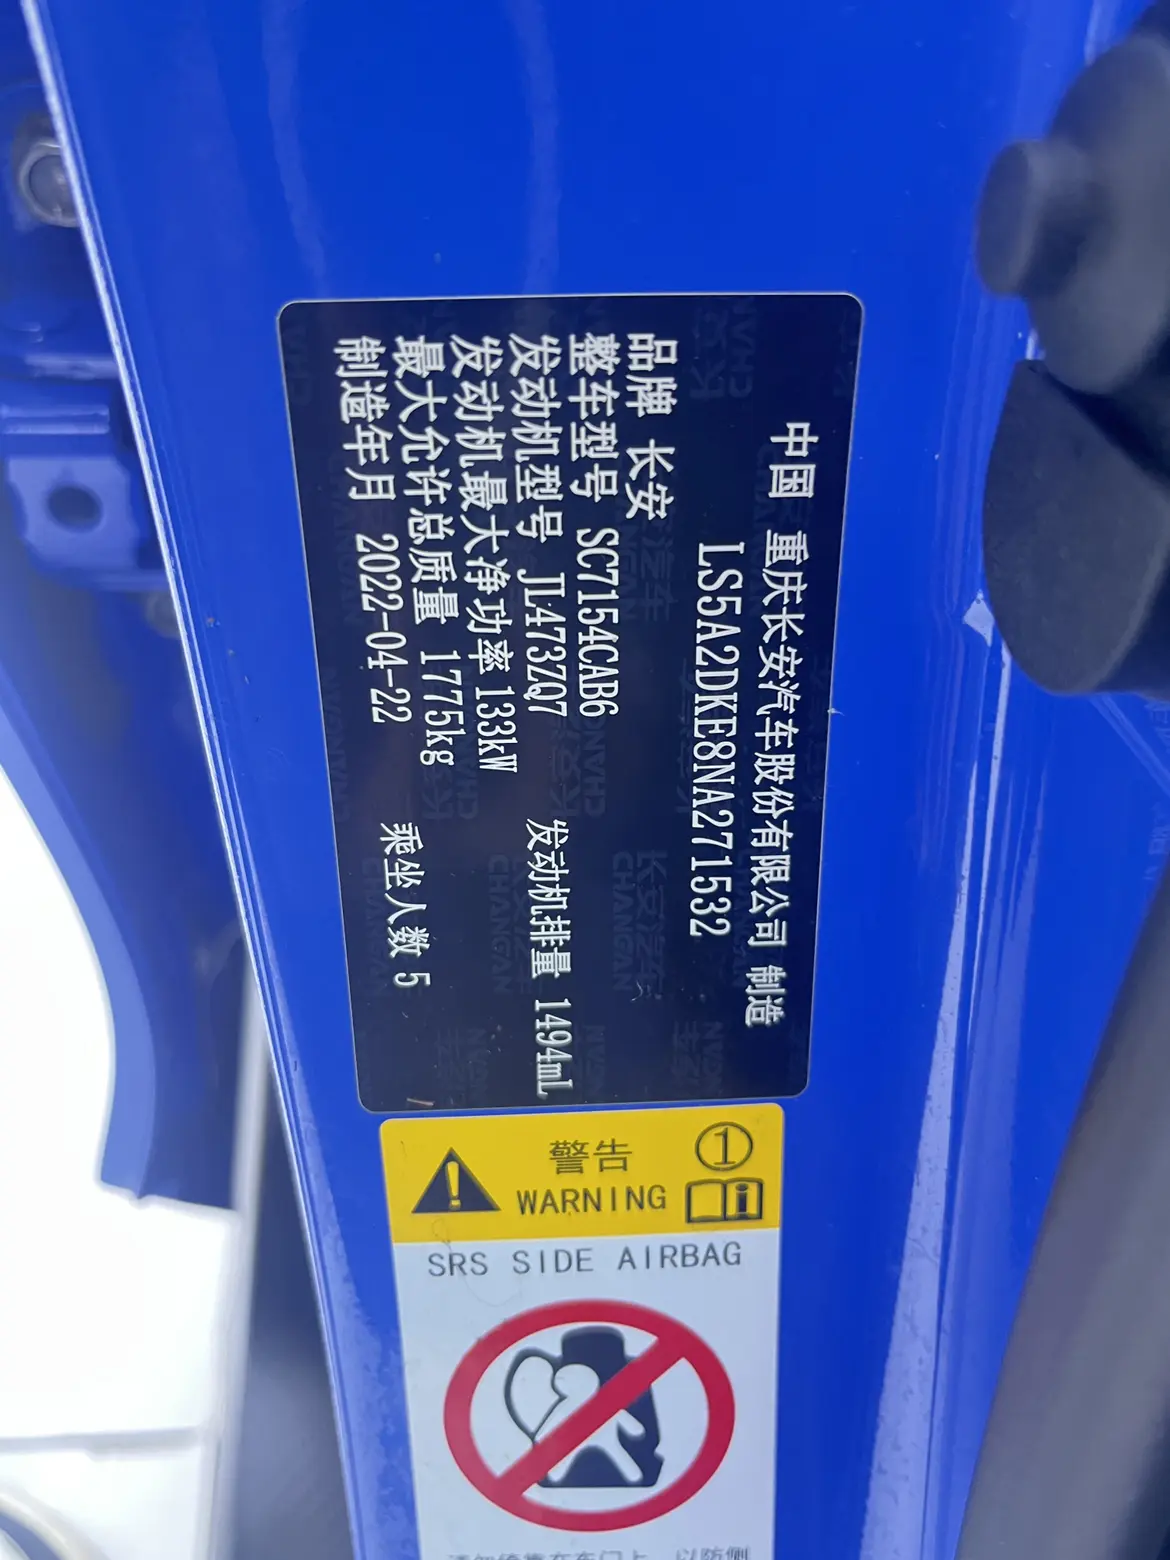 中国 重庆长安汽车股份有限公司 制造
LS5A2DKE8NA271532
品牌 长安
整车型号 SC7154CAB6
发动机型号 JL473ZQ7 发动机排量 1494mL
发动机最大净功率 133kW
最大允许总质量 1775kg
制造年月 2022-04-22 乘坐人数 5
警告 ①
WARNING
SRS SIDE AIRBAG